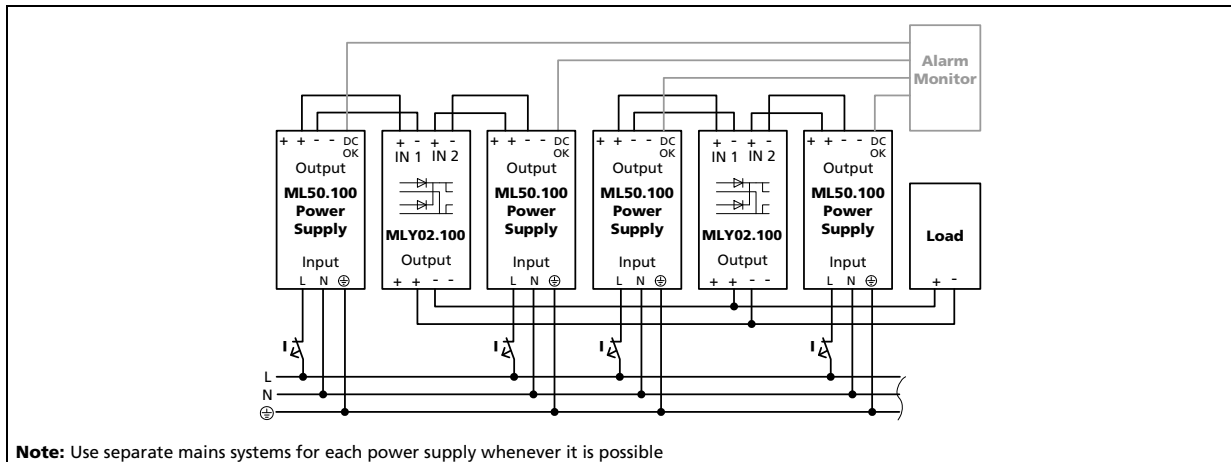 Alarm
Monitor
+ + - - DC
OK
Output
ML50.100
Power
Supply
Input
L N ⏚
+ - + -
IN 1 IN 2
MLY02.100
Output
+ + - -
+ + - - DC
OK
Output
ML50.100
Power
Supply
Input
L N ⏚
+ + - - DC
OK
Output
ML50.100
Power
Supply
Input
L N ⏚
+ - + -
IN 1 IN 2
MLY02.100
Output
+ + - -
+ + - - DC
OK
Output
ML50.100
Power
Supply
Input
L N ⏚
Load
+ -
I
I
I
I
L
N
⏚
Note: Use separate mains systems for each power supply whenever it is possible